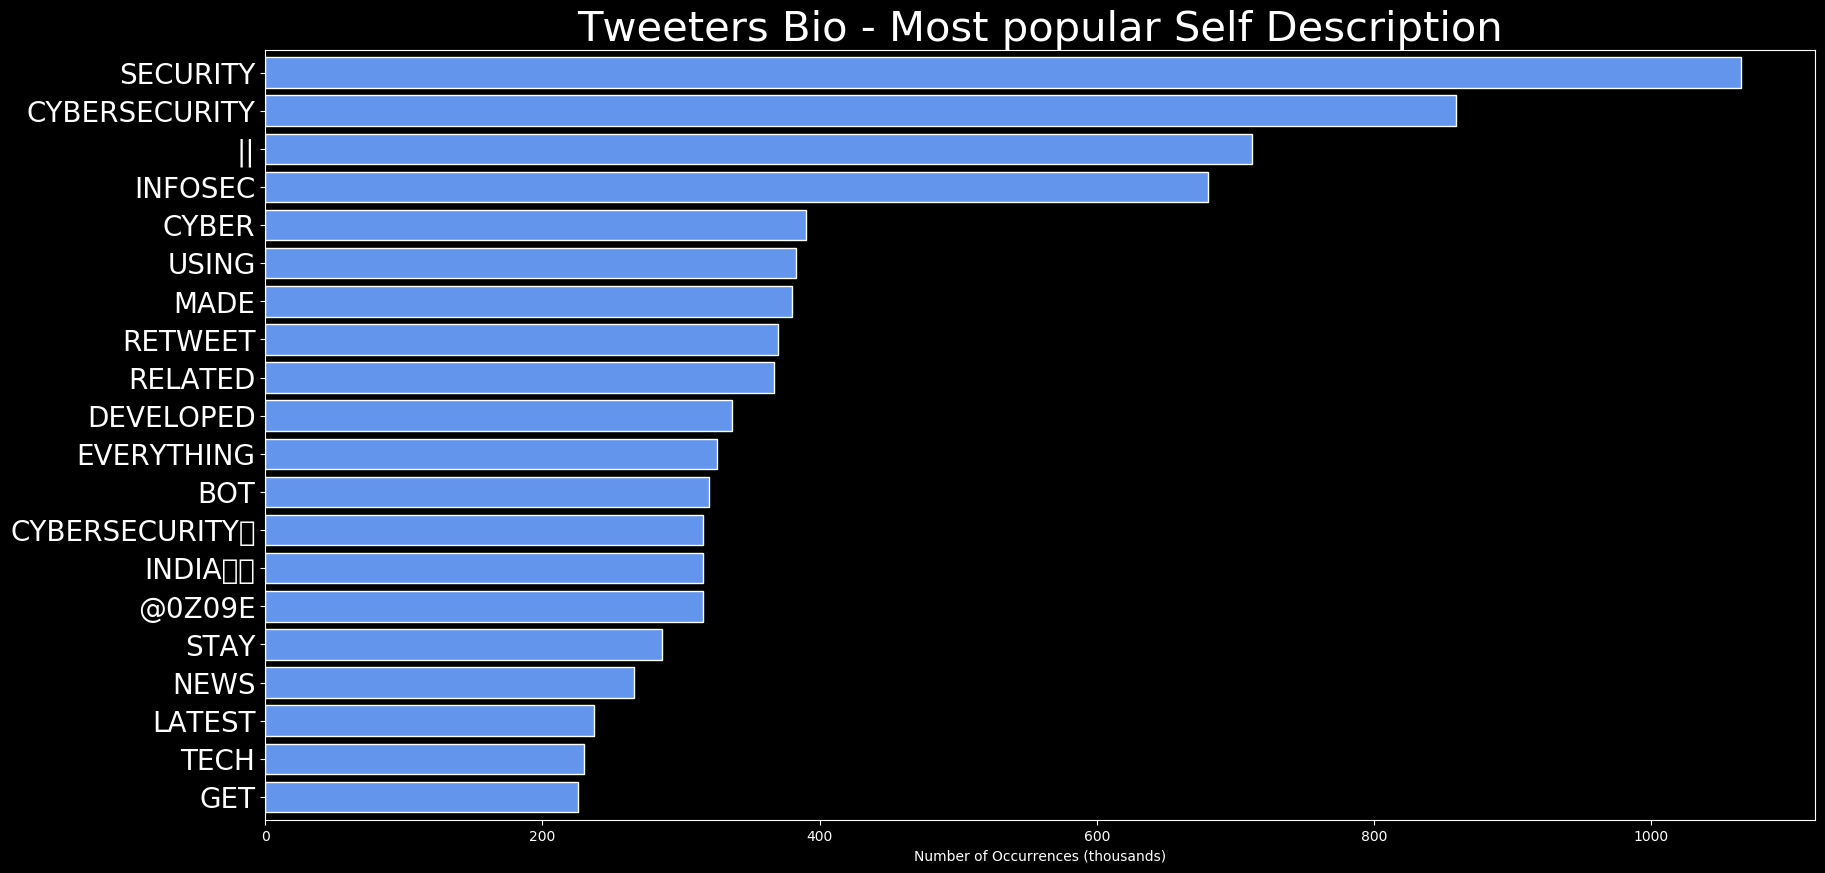 Tweeters Bio - Most popular Self Description
SECURITY
CYBERSECURITY
||
INFOSEC
CYBER
USING
MADE
RETWEET
RELATED
DEVELOPED
EVERYTHING
BOT
CYBERSECURITY▯
INDIA▯▯
@0Z09E
STAY
NEWS
LATEST
TECH
GET
0 200 400 600 800 1000
Number of Occurrences (thousands)